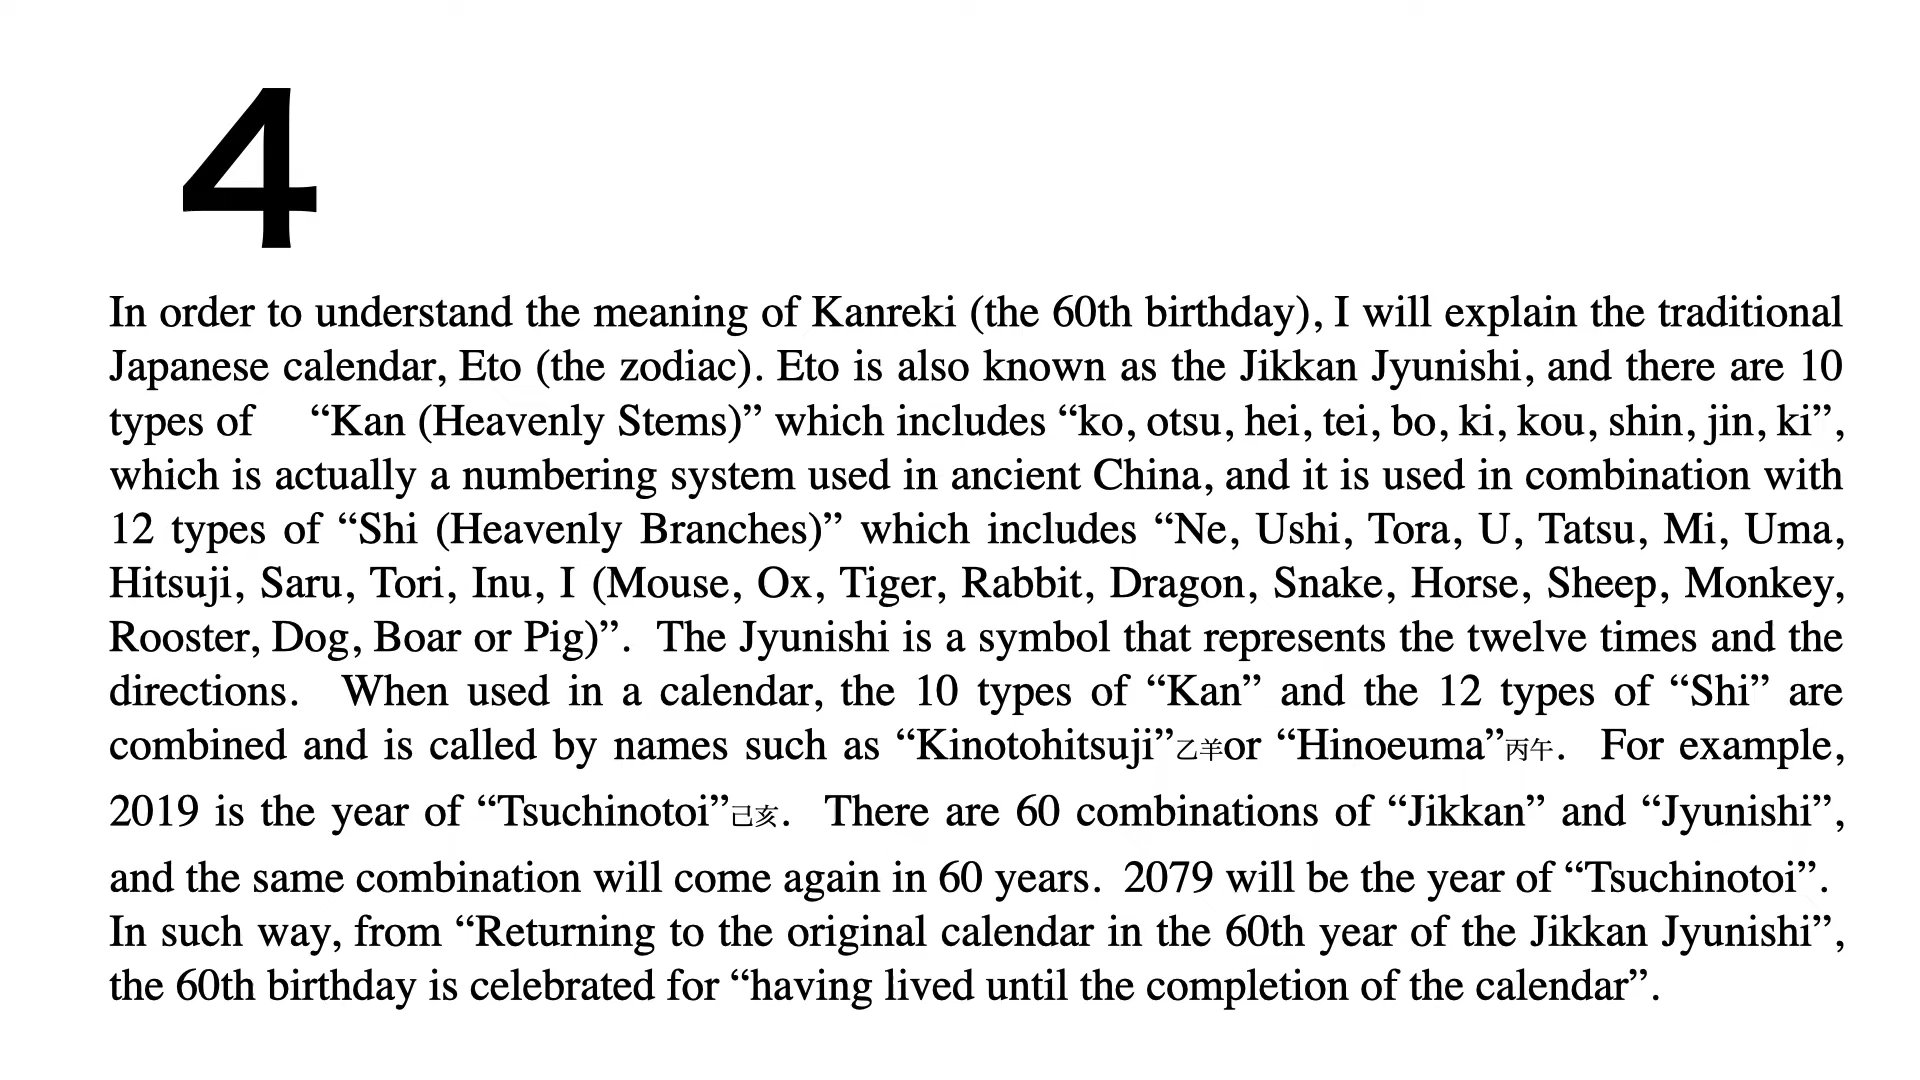 4
In order to understand the meaning of Kanreki (the 60th birthday), I will explain the traditional
Japanese calendar, Eto (the zodiac). Eto is also known as the Jikkan Jyunishi, and there are 10
types of “Kan (Heavenly Stems)” which includes “ko, otsu, hei, tei, bo, ki, kou, shin, jin, ki”,
which is actually a numbering system used in ancient China, and it is used in combination with
12 types of “Shi (Heavenly Branches)” which includes “Ne, Ushi, Tora, U, Tatsu, Mi, Uma,
Hitsuji, Saru, Tori, Inu, I (Mouse, Ox, Tiger, Rabbit, Dragon, Snake, Horse, Sheep, Monkey,
Rooster, Dog, Boar or Pig)”. The Jyunishi is a symbol that represents the twelve times and the
directions. When used in a calendar, the 10 types of “Kan” and the 12 types of “Shi” are
combined and is called by names such as “Kinotohitsuji”乙羊or “Hinoeuma”丙午. For example,
2019 is the year of “Tsuchinotoi”己亥. There are 60 combinations of “Jikkan” and “Jyunishi”,
and the same combination will come again in 60 years. 2079 will be the year of “Tsuchinotoi”.
In such way, from “Returning to the original calendar in the 60th year of the Jikkan Jyunishi”,
the 60th birthday is celebrated for “having lived until the completion of the calendar”.